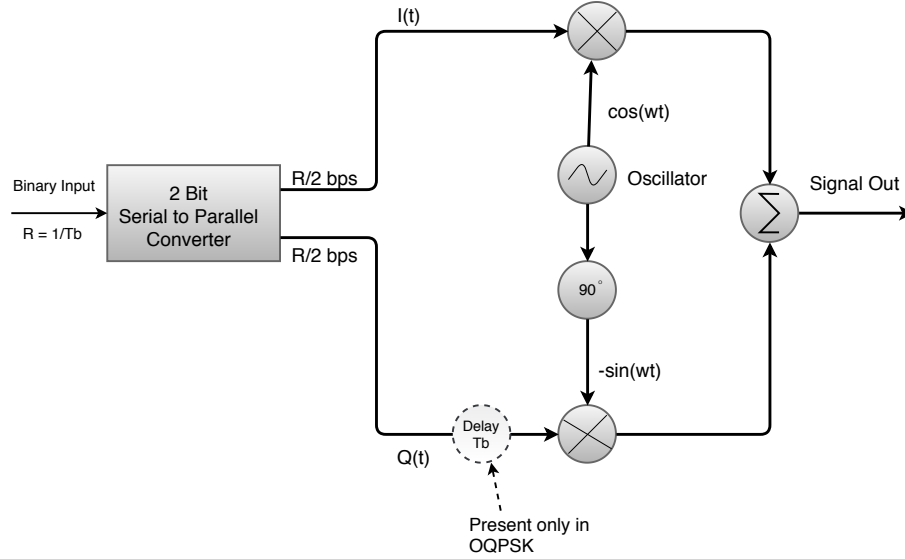 I(t)
cos(wt)
Binary Input
R = 1/Tb
2 Bit
Serial to Parallel
Converter
R/2 bps
R/2 bps
Oscillator
Signal Out
∑
90°
-sin(wt)
Delay
Tb
Q(t)
Present only in
OQPSK